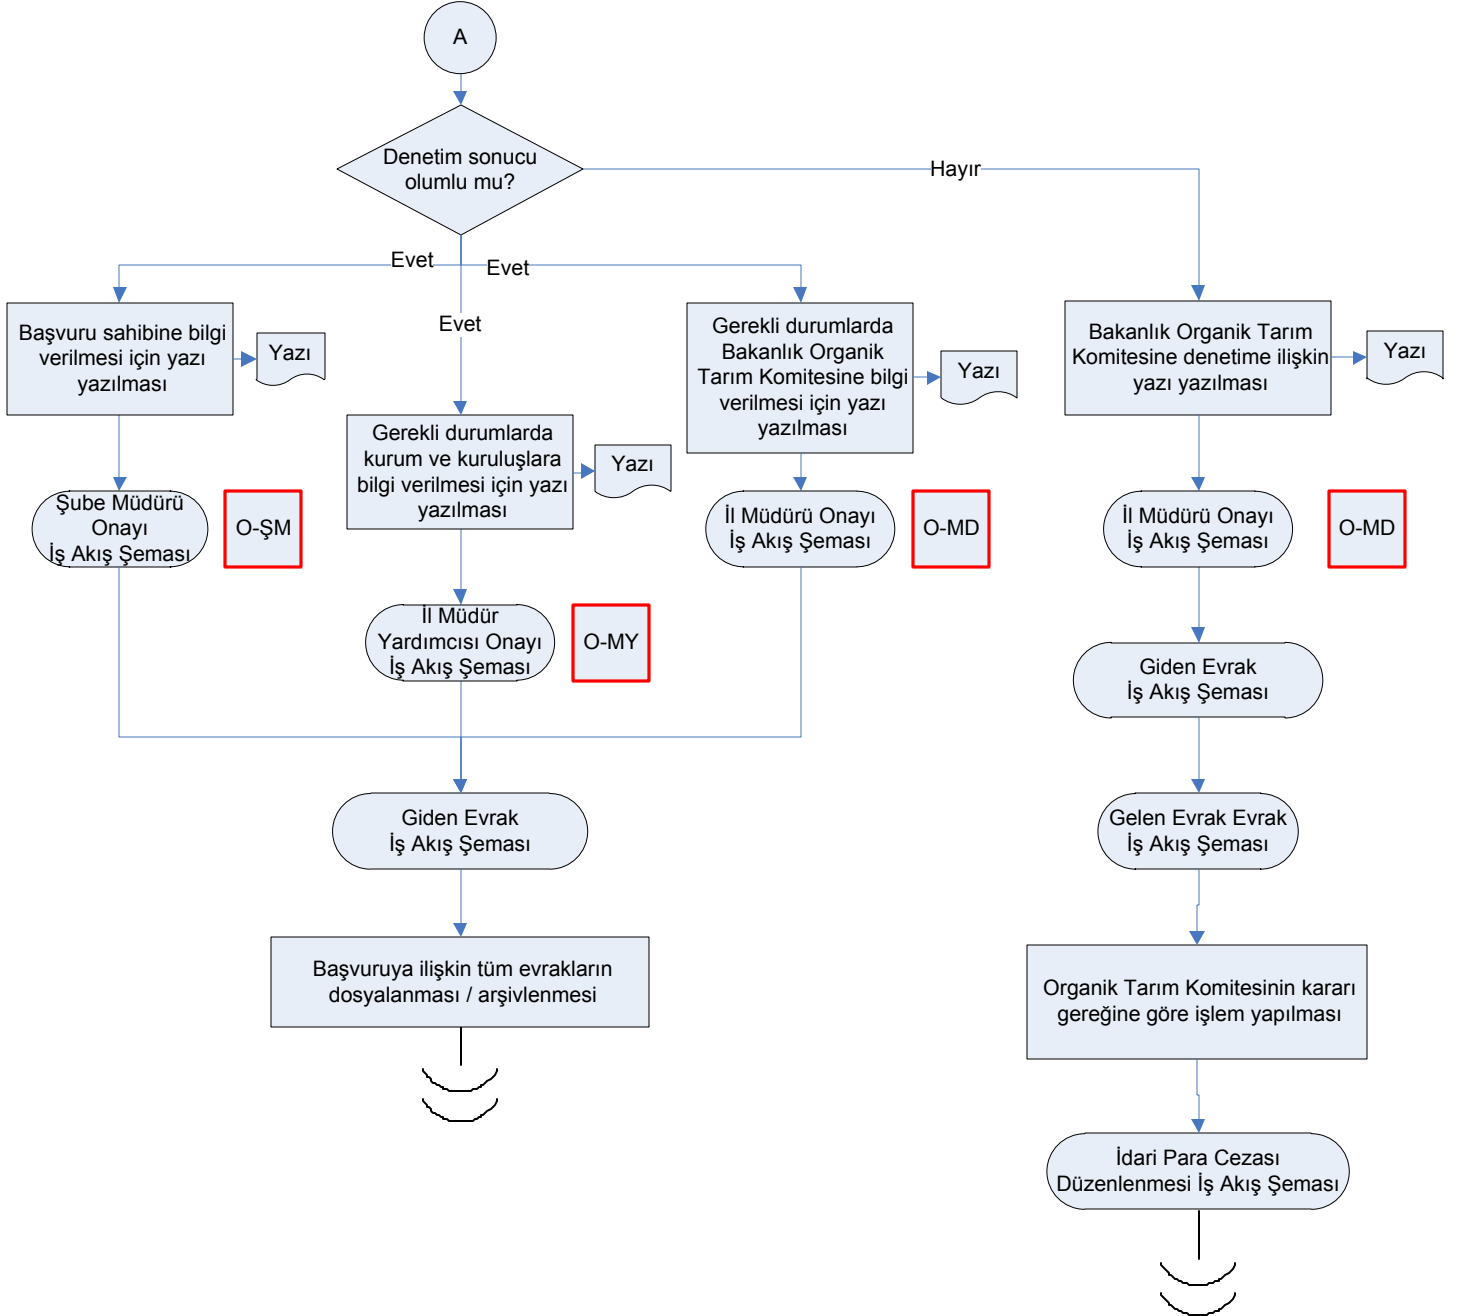 A
Denetim sonucu
olumlu mu?
Hayır
Evet
Evet
Evet
Başvuru sahibine bilgi
verilmesi için yazı
yazılması
Yazı
Gerekli durumlarda
kurum ve kuruluşlara
bilgi verilmesi için yazı
yazılması
Yazı
Gerekli durumlarda
Bakanlık Organik
Tarım Komitesine bilgi
verilmesi için yazı
yazılması
Yazı
Bakanlık Organik Tarım
Komitesine denetime ilişkin
yazı yazılması
Yazı
Şube Müdürü
Onayı
İş Akış Şeması
O-ŞM
İl Müdür
Yardımcısı Onayı
İş Akış Şeması
O-MY
İl Müdürü Onayı
İş Akış Şeması
O-MD
İl Müdürü Onayı
İş Akış Şeması
O-MD
Giden Evrak
İş Akış Şeması
Giden Evrak
İş Akış Şeması
Gelen Evrak Evrak
İş Akış Şeması
Başvuruya ilişkin tüm evrakların
dosyalanması / arşivlenmesi
Organik Tarım Komitesinin kararı
gereğine göre işlem yapılması
İdari Para Cezası
Düzenlenmesi İş Akış Şeması